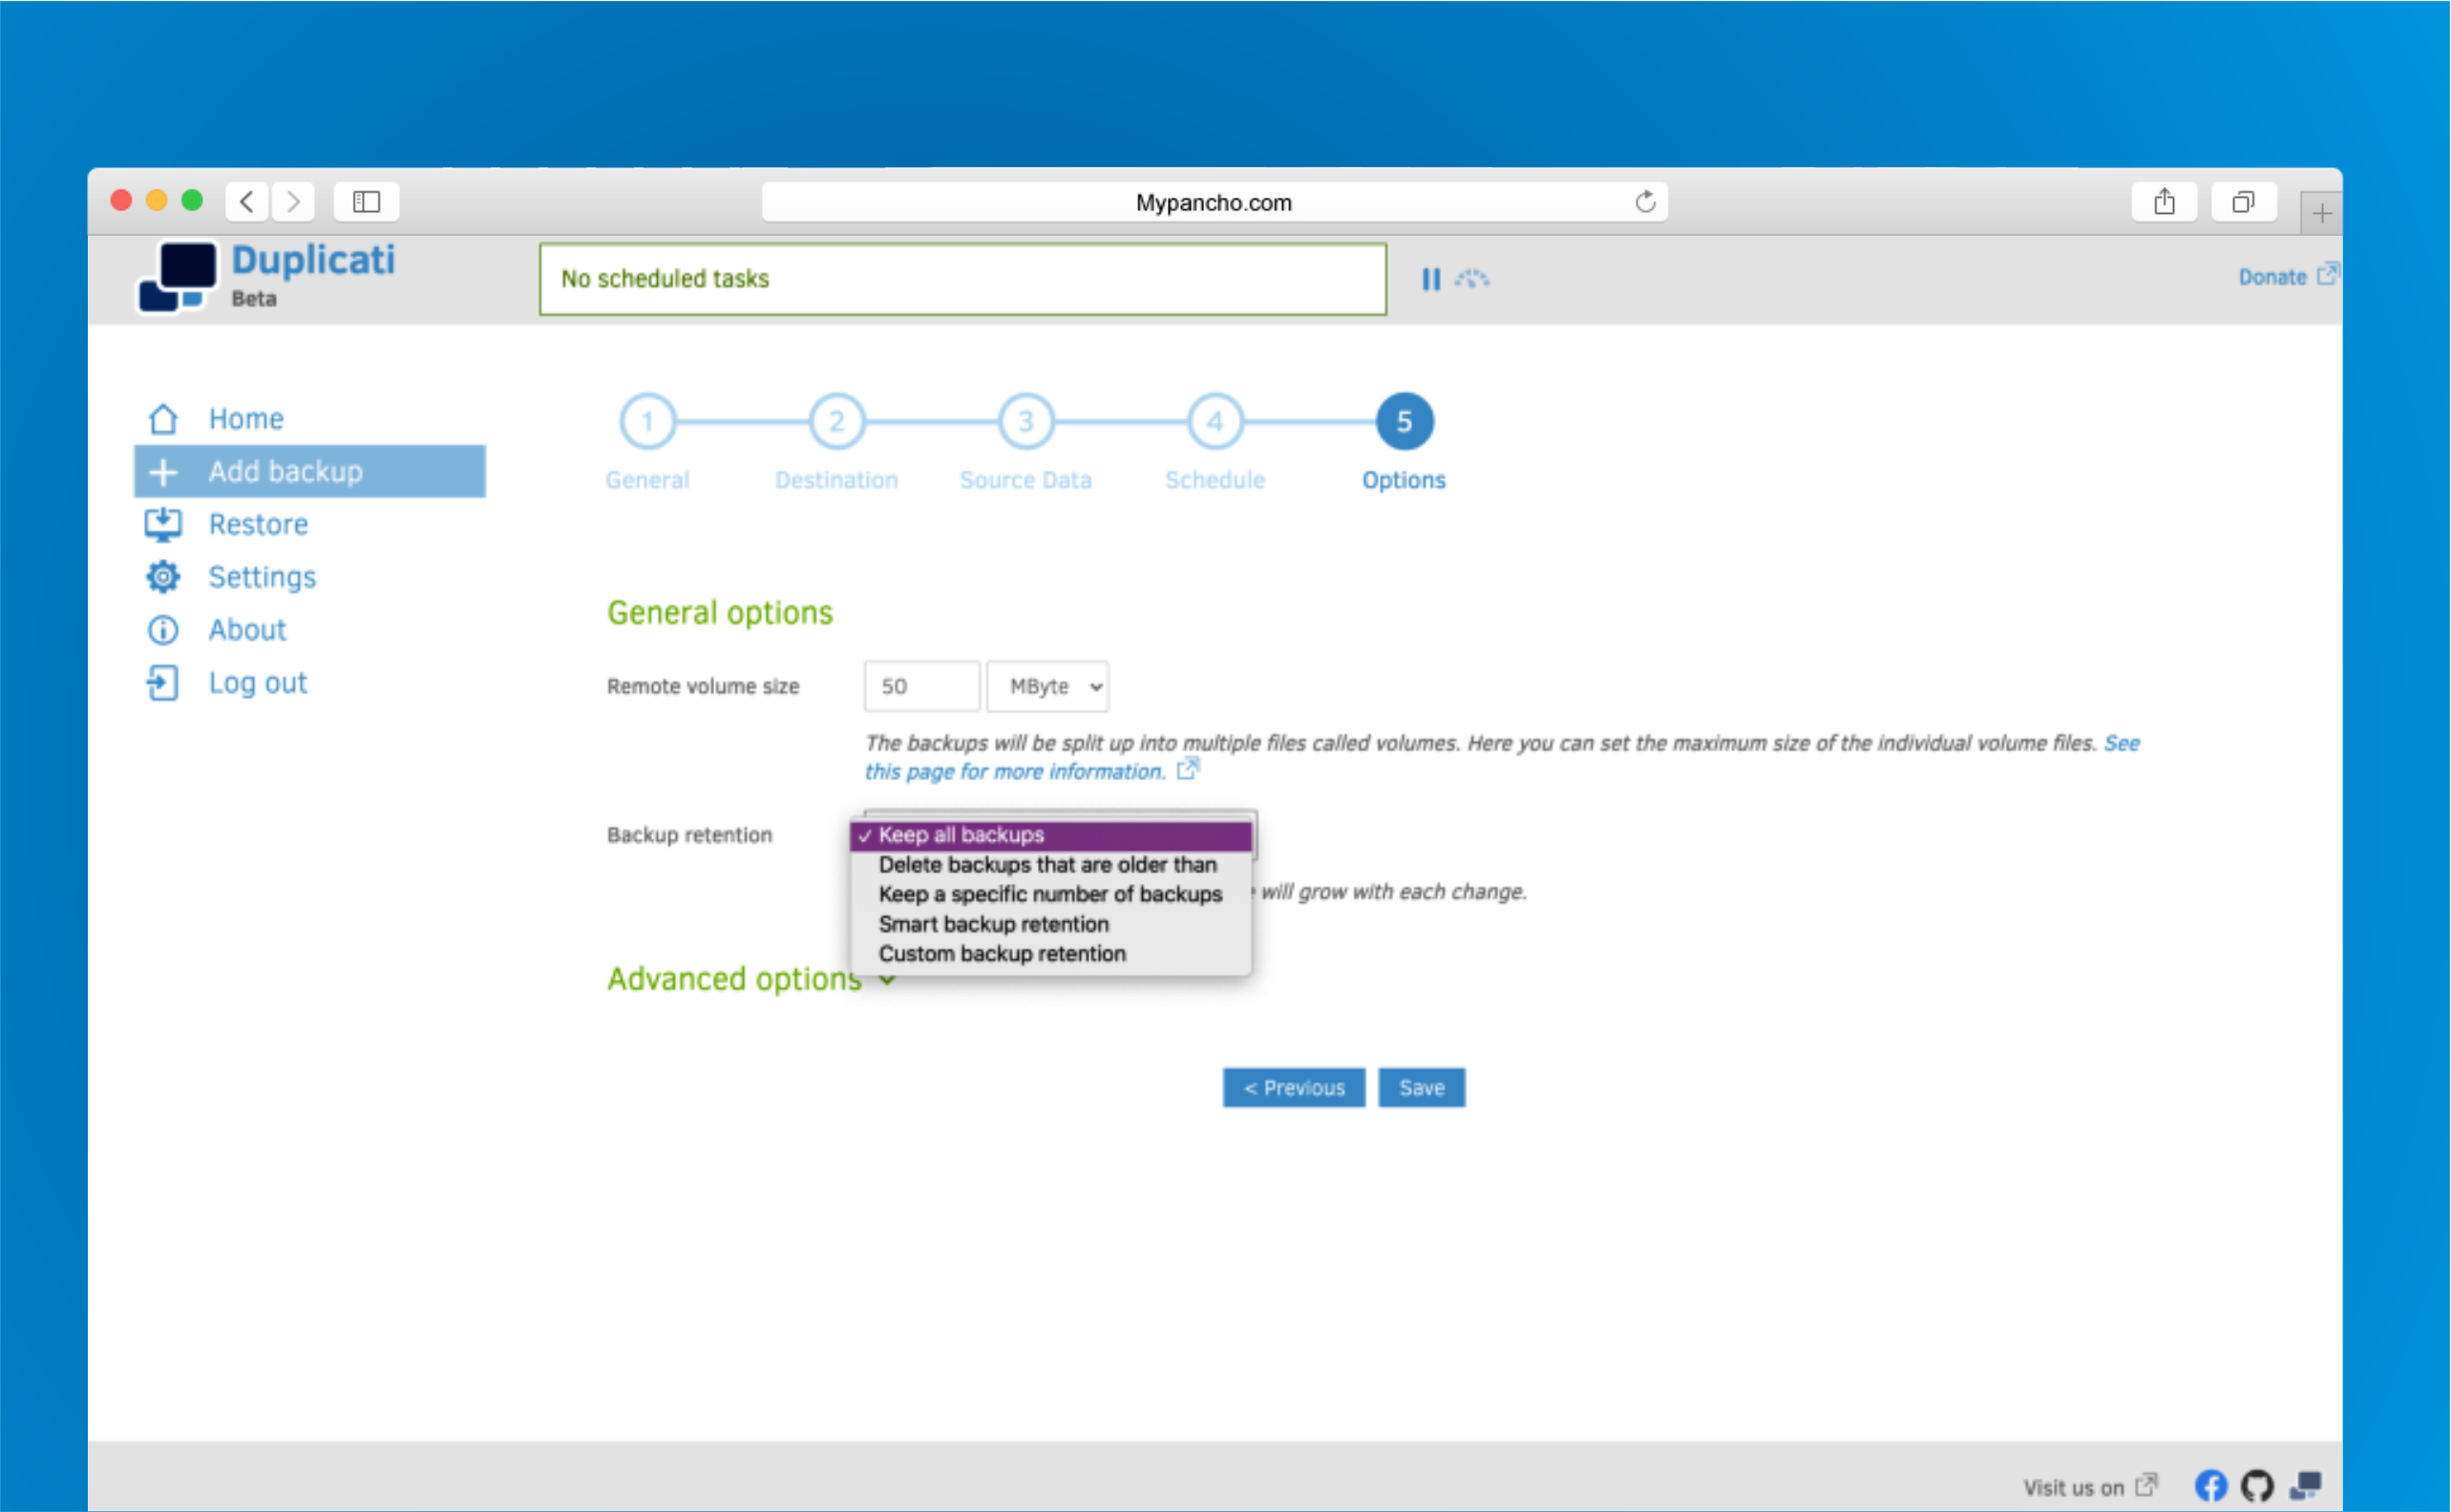 Mypancho.com
Duplicati
Beta
No scheduled tasks
Donate
Home
Add backup
Restore
Settings
About
Log out
1
2
3
4
5
General
Destination
Source Data
Schedule
Options
General options
Remote volume size
50
MByte
The backups will be split up into multiple files called volumes. Here you can set the maximum size of the individual volume files. See
this page for more information.
Backup retention
✓ Keep all backups
Delete backups that are older than
Keep a specific number of backups
will grow with each change.
Smart backup retention
Custom backup retention
Advanced options
< Previous
Save
Visit us on